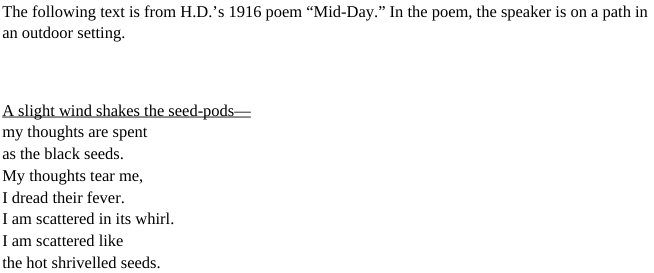 The following text is from H.D.’s 1916 poem “Mid-Day.” In the poem, the speaker is on a path in
an outdoor setting.
A slight wind shakes the seed-pods—
my thoughts are spent
as the black seeds.
My thoughts tear me,
I dread their fever.
I am scattered in its whirl.
I am scattered like
the hot shrivelled seeds.